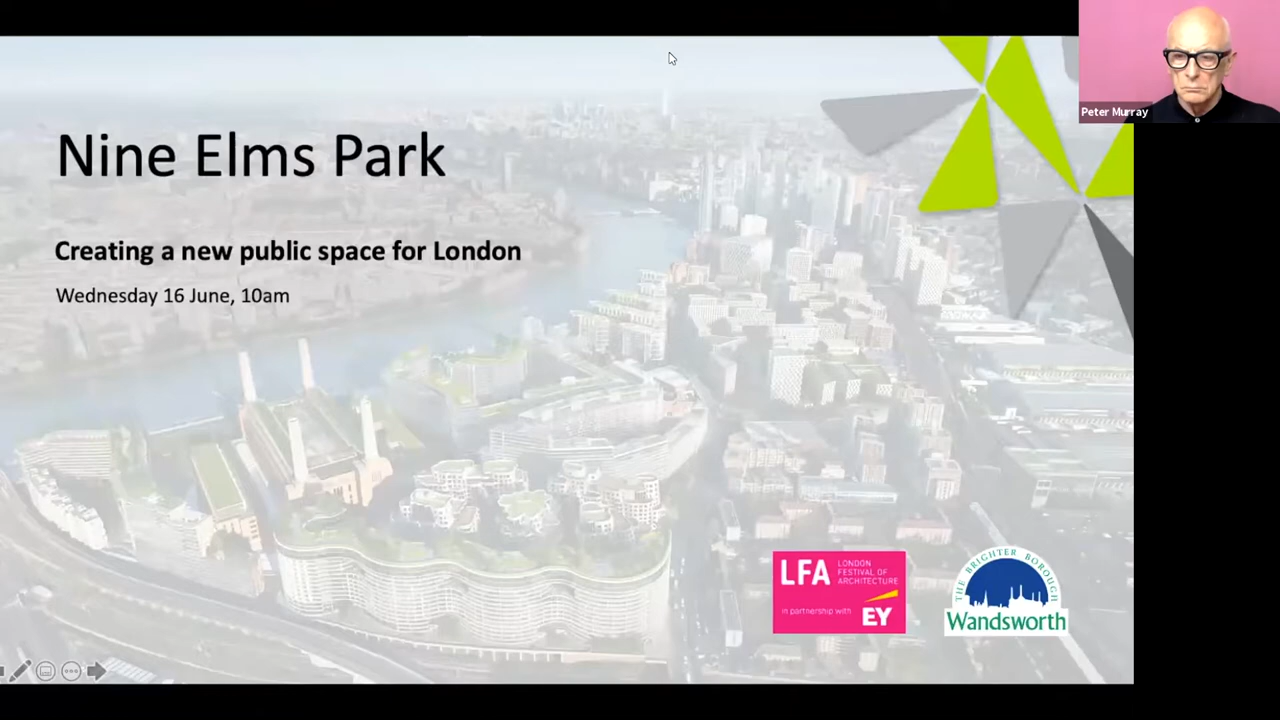 Peter Murray
Nine Elms Park
Creating a new public space for London
Wednesday 16 June, 10am
LFA
LONDON
FESTIVAL OF
ARCHITECTURE
in partnership with
EY
THE BRIGHTER BOROUGH
Wandsworth